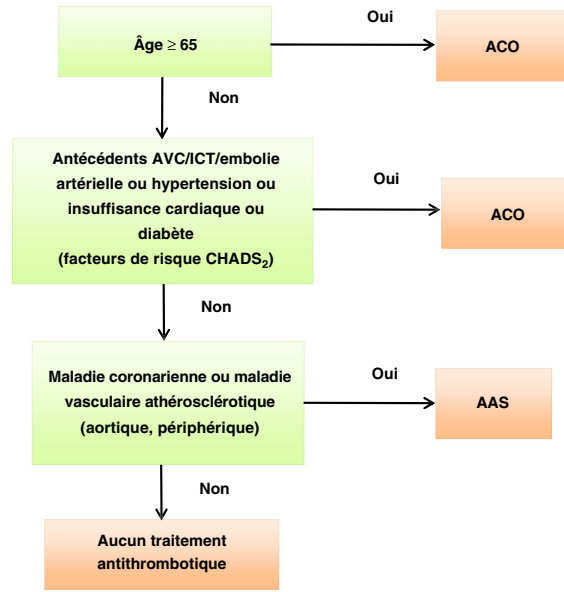 Âge ≥ 65
Oui
ACO
Non
Antécédents AVC/ICT/embolie
artérielle ou hypertension ou
insuffisance cardiaque ou
diabète
(facteurs de risque CHADS₂)
Oui
ACO
Non
Maladie coronarienne ou maladie
vasculaire athérosclérotique
(aortique, périphérique)
Oui
AAS
Non
Aucun traitement
antithrombotique